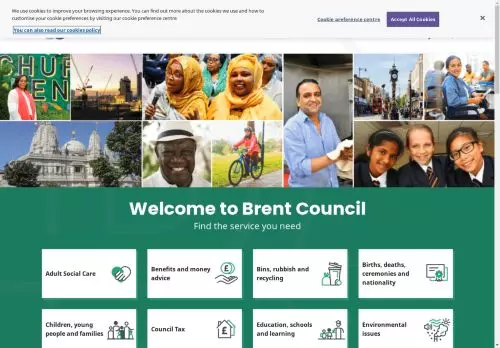 We use cookies to improve your browsing experience. You can find out more about the cookies we use and how to
customise your cookie preferences by visiting our cookie preference centre
You can also read our cookies policy
Cookie preference centre
Accept All Cookies
CHUR
EN
Welcome to Brent Council
Find the service you need
Adult Social Care
Benefits and money
advice
Bins, rubbish and
recycling
Births, deaths,
ceremonies and
nationality
Children, young
people and families
Council Tax
Education, schools
and learning
Environmental
issues